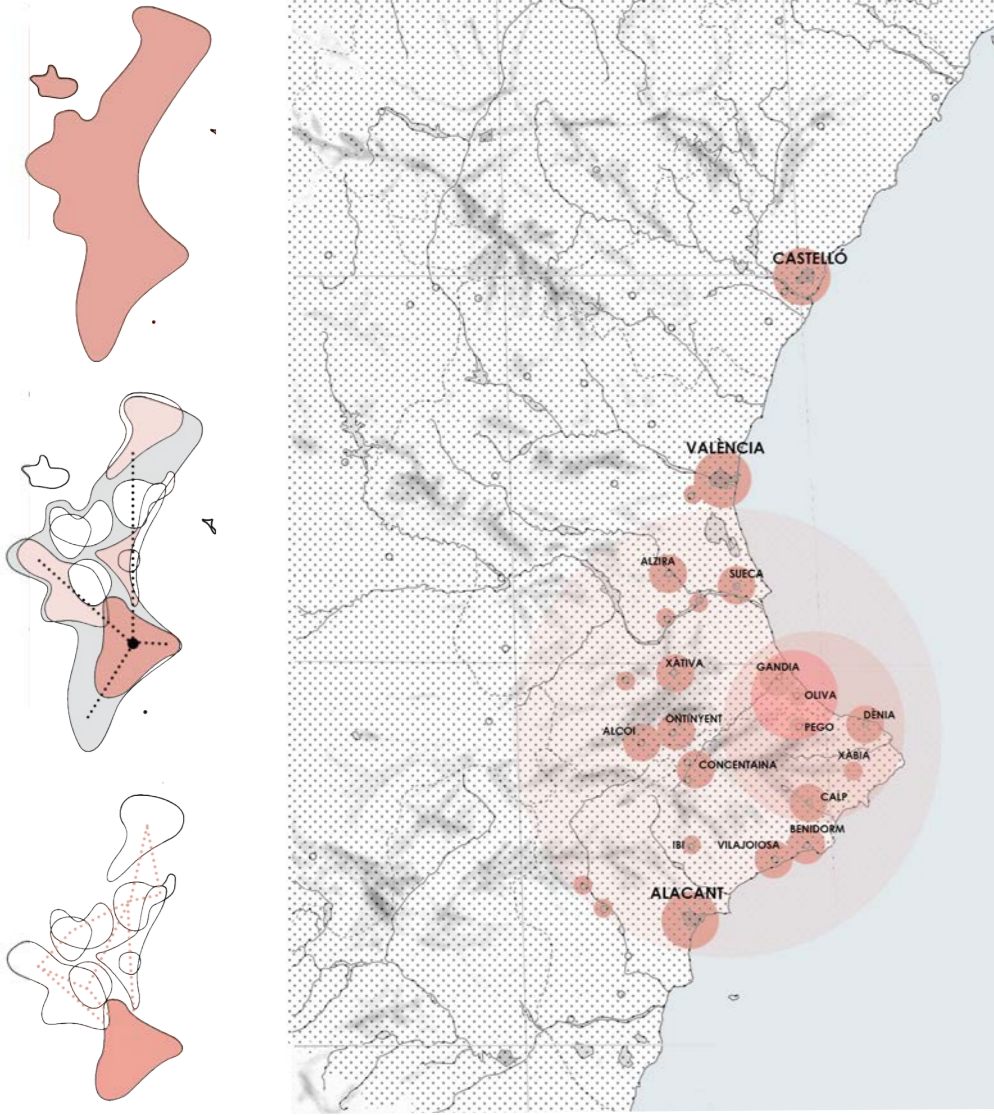 CASTELLÓ
VALÈNCIA
ALZIRA
SUECA
XÀTIVA
GANDIA
OLIVA
DÈNIA
PEGO
ONTINYENT
ALCOI
XÀBIA
CONCENTAINA
CALP
BENIDORM
IBI
VILAJOIOSA
ALACANT